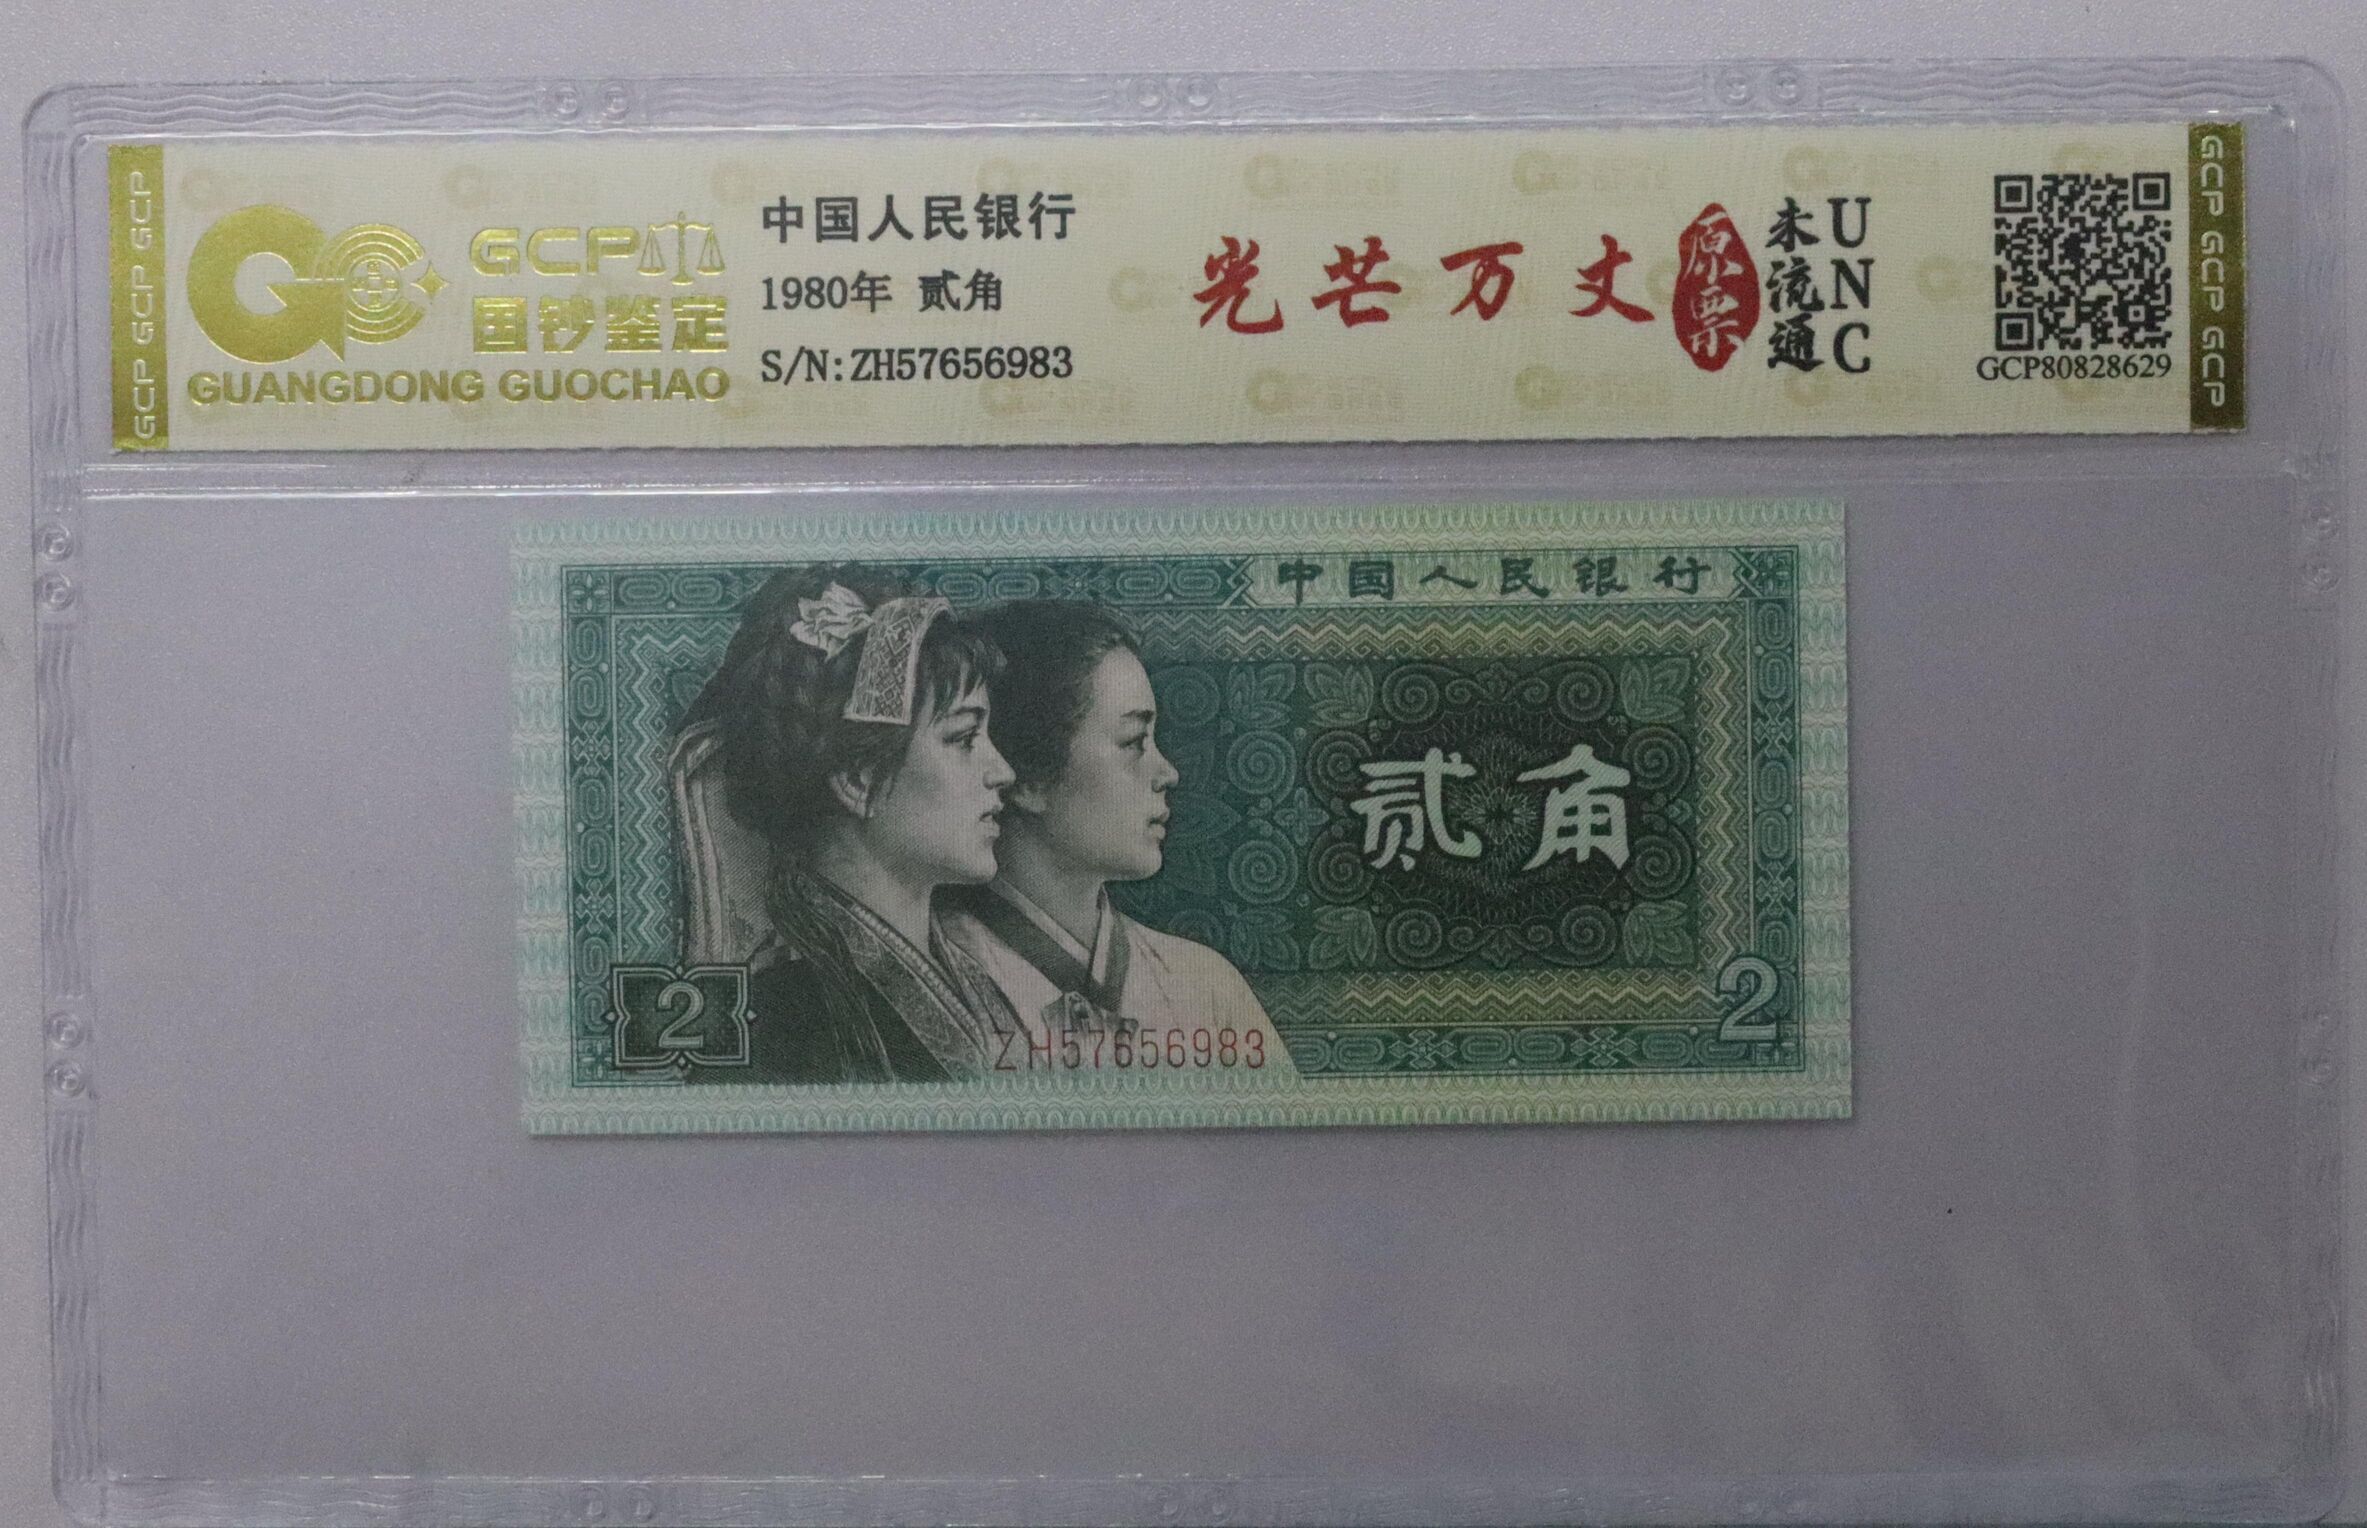 GCP GCP GCP
GCP
国钞鉴定
GUANGDONG GUOCHAO
中国人民银行
1980年 贰角
S/N:ZH57656983
光芒万丈
原票
未流通
UNC
GCP80828629
GCP GCP GCP
中国人民银行
贰角
2
2
ZH57656983